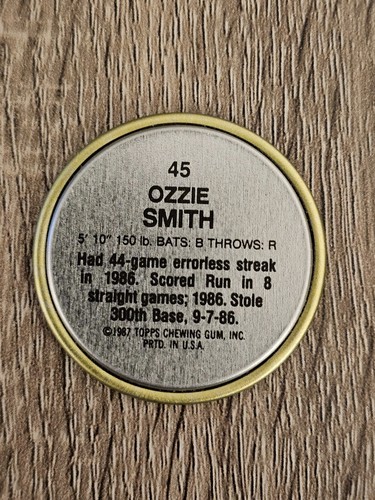 45
OZZIE
SMITH
5' 10" 150 lb. BATS: B THROWS: R
Had 44-game errorless streak
in 1986. Scored Run in 8
straight games; 1986. Stole
300th Base, 9-7-86.
©1987 TOPPS CHEWING GUM, INC.
PRTD. IN U.S.A.